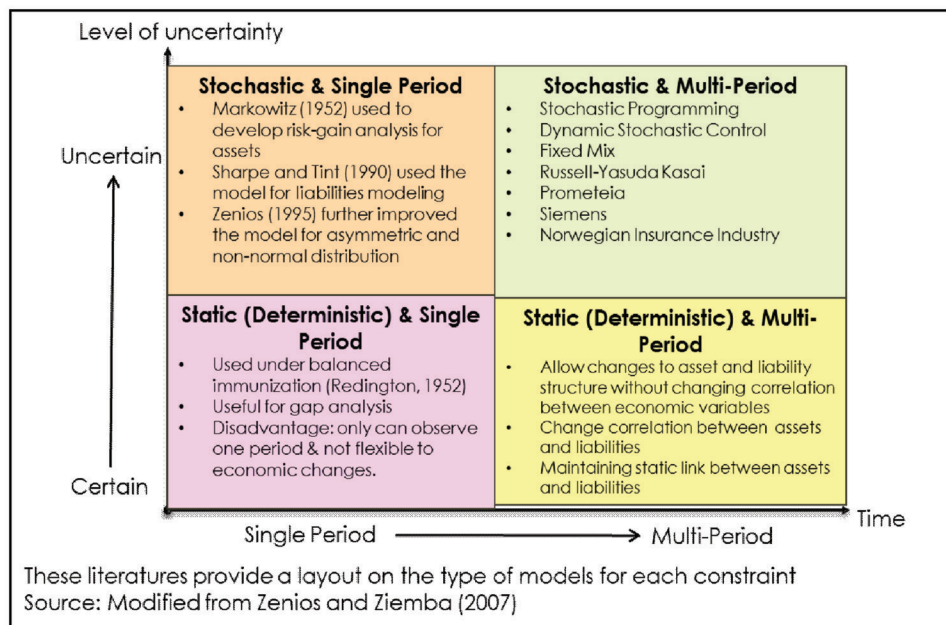 Level of uncertainty
Stochastic & Single Period
• Markowitz (1952) used to
develop risk-gain analysis for
assets
• Sharpe and Tint (1990) used the
model for liabilities modeling
• Zenios (1995) further improved
the model for asymmetric and
non-normal distribution
Stochastic & Multi-Period
• Stochastic Programming
• Dynamic Stochastic Control
• Fixed Mix
• Russell-Yasuda Kasai
• Prometeia
• Siemens
• Norwegian Insurance Industry
Uncertain
Static (Deterministic) & Single
Period
• Used under balanced
immunization (Redington, 1952)
• Useful for gap analysis
• Disadvantage: only can observe
one period & not flexible to
economic changes.
Static (Deterministic) & Multi-
Period
• Allow changes to asset and liability
structure without changing correlation
between economic variables
• Change correlation between assets
and liabilities
• Maintaining static link between assets
and liabilities
Certain
Time
Single Period
Multi-Period
These literatures provide a layout on the type of models for each constraint
Source: Modified from Zenios and Ziemba (2007)